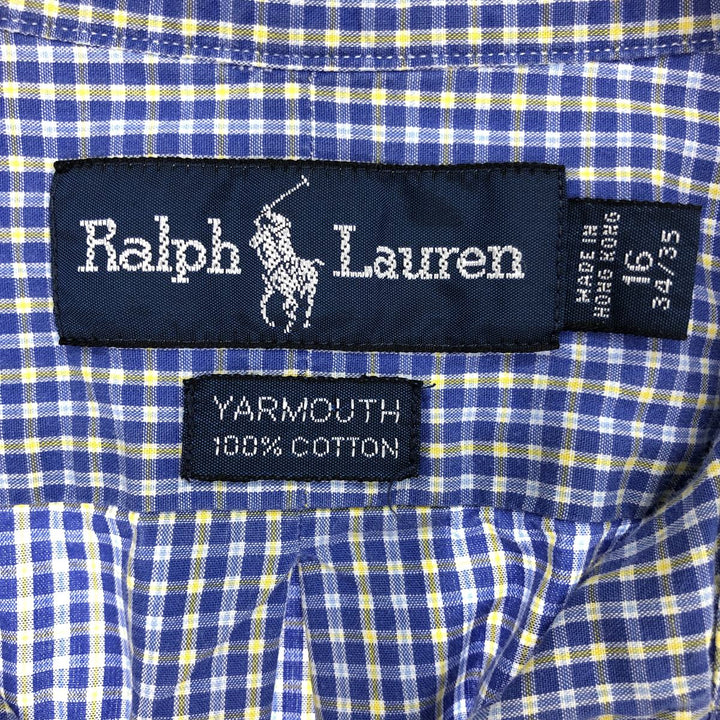 Ralph Lauren
MADE IN
HONG KONG
16
34/35
YARMOUTH
100% COTTON